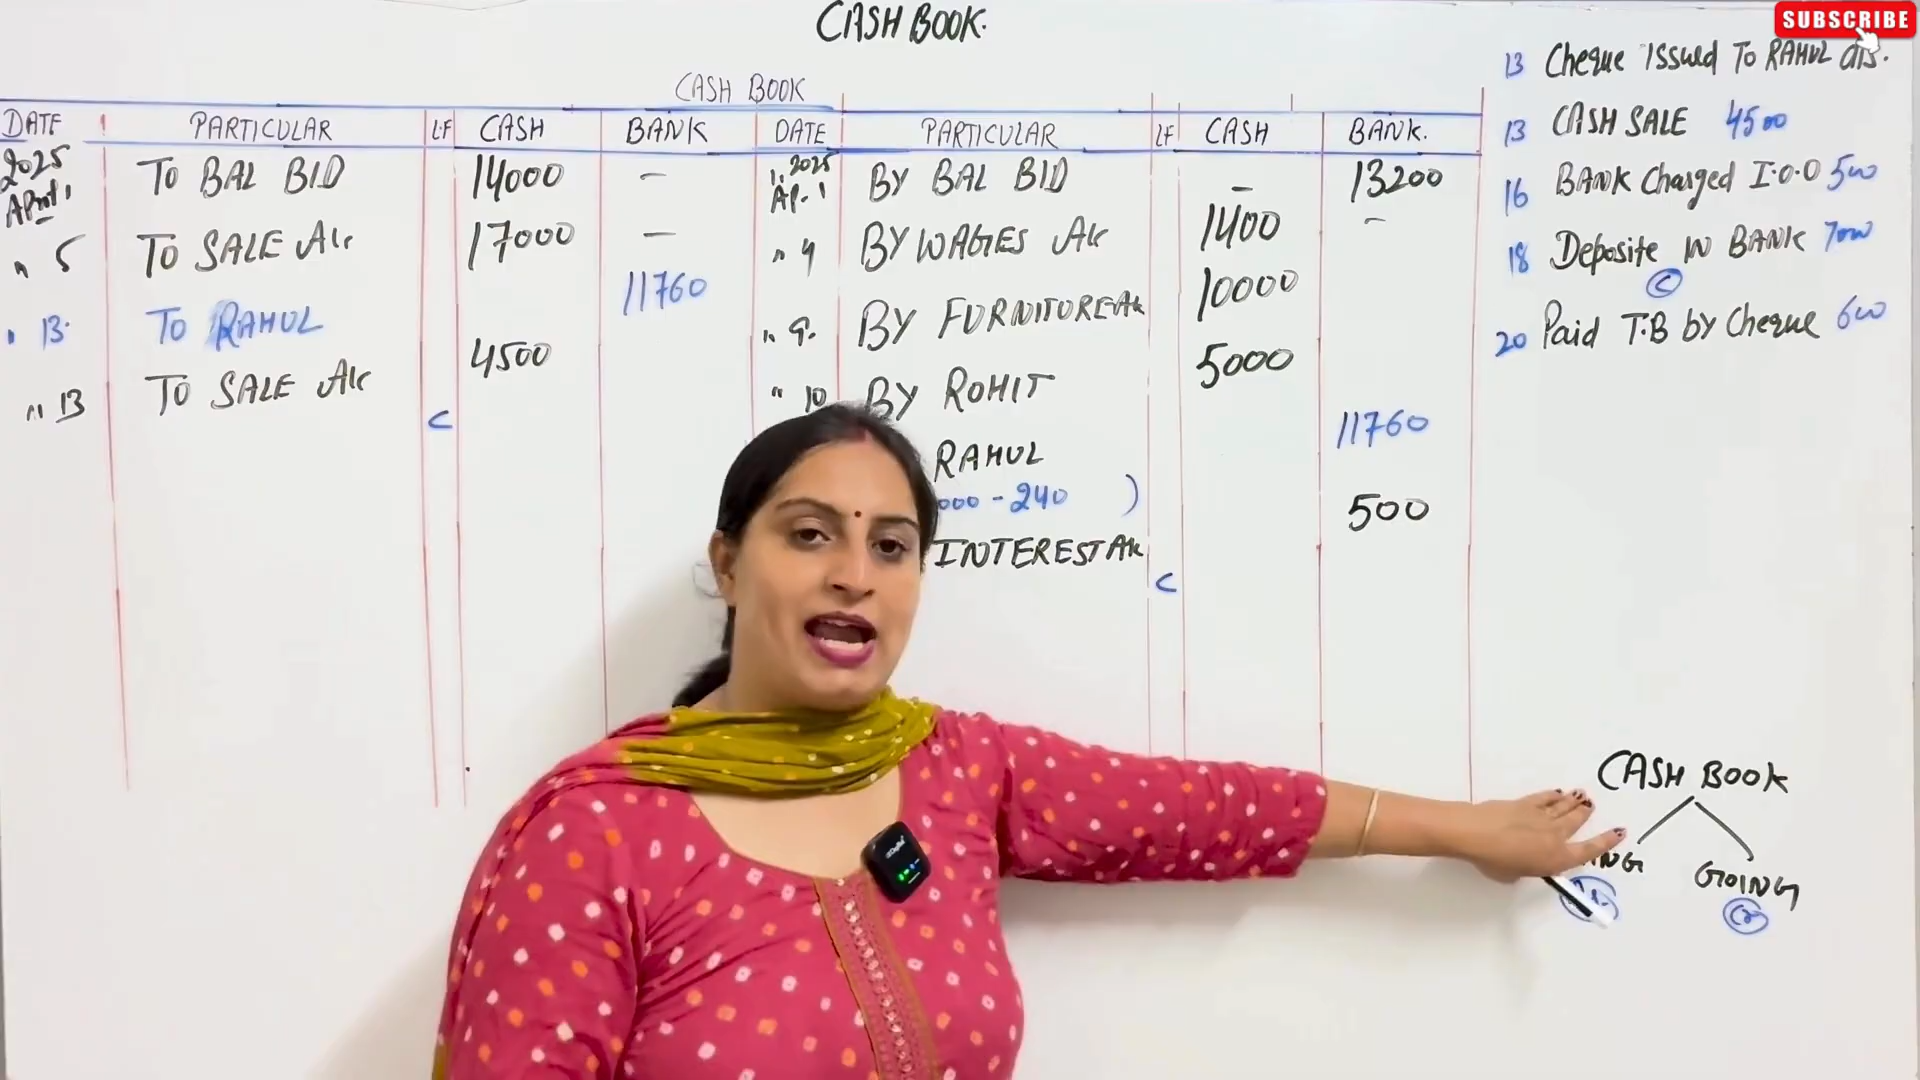 CASH BOOK.
SUBSCRIBE
CASH BOOK
DATE PARTICULAR L.F CASH BANK DATE PARTICULAR LF CASH BANK.
2025 April 1 TO BAL B/D 14000 - 2025 AP. 1 BY BAL B/D - 13200
" 5 TO SALE A/c 17000 - " 4 BY WAGES A/c 1400 -
" 13 TO RAHUL 11760 " 9. BY FURNITURE A/c 10000
" 13 TO SALE A/c 4500 " 10 BY ROHIT 5000
C RAHUL 11760
000 - 240 )
INTEREST A/c 500
C
13 Cheque Issued To RAHUL dis.
13 CASH SALE 4500
16 BANK Charged I.O.O 500
18 Deposite IN BANK 7000
C
20 Paid T.B by Cheque 600
CASH BOOK
ING GOING
Cr